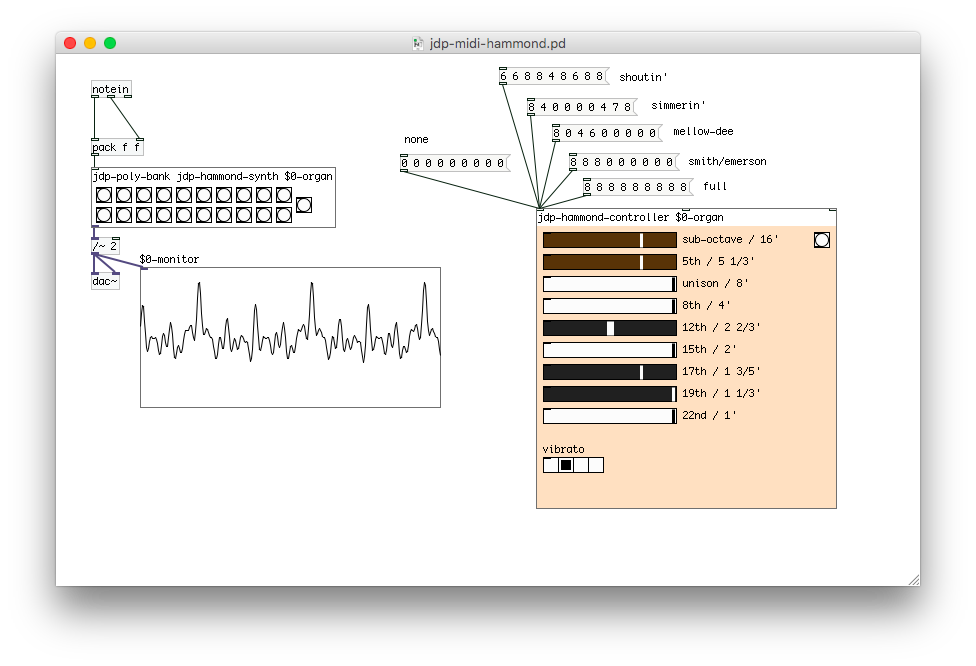 jdp-midi-hammond.pd
notein
pack f f
jdp-poly-bank jdp-hammond-synth $0-organ
/~ 2
dac~
$0-monitor
none
0 0 0 0 0 0 0 0 0
6 6 8 8 4 8 6 8 8
shoutin'
8 4 0 0 0 0 4 7 8
simmerin'
8 0 4 6 0 0 0 0 0
mellow-dee
8 8 8 0 0 0 0 0 0
smith/emerson
8 8 8 8 8 8 8 8 8
full
jdp-hammond-controller $0-organ
sub-octave / 16'
5th / 5 1/3'
unison / 8'
8th / 4'
12th / 2 2/3'
15th / 2'
17th / 1 3/5'
19th / 1 1/3'
22nd / 1'
vibrato